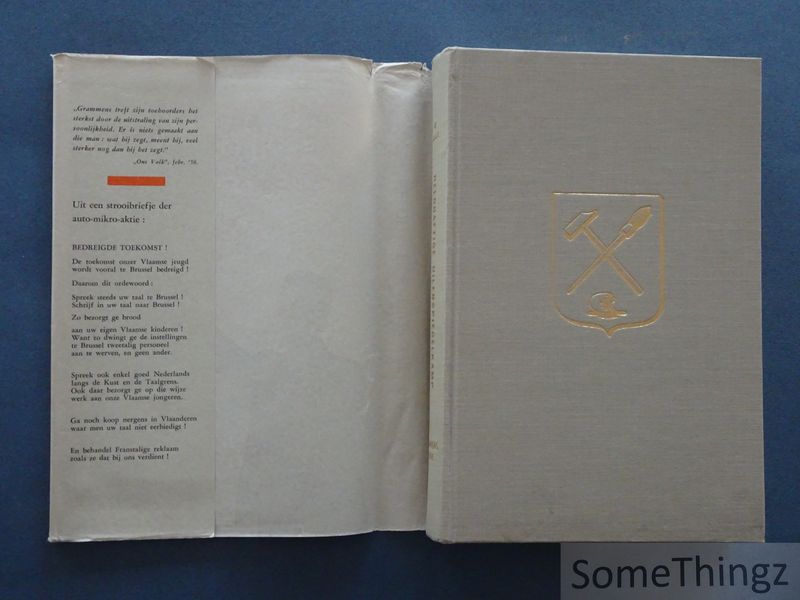 „Grammens treft zijn toehoorders het
sterkst door de uitstraling van zijn per-
soonlijkheid. Er is niets gemaakt aan
die man: wat hij zegt, meent hij, veel
sterker nog dan hij het zegt.”
„Ons Volk”, febr. '56.
Uit een strooibriefje der
auto-mikro-aktie :
BEDREIGDE TOEKOMST !
De toekomst onzer Vlaamse jeugd
wordt vooral te Brussel bedreigd !
Daarom dit ordewoord :
Spreek steeds uw taal te Brussel !
Schrijf in uw taal naar Brussel !
Zo bezorgt ge brood
aan uw eigen Vlaamse kinderen !
Want zo dwingt ge de instellingen
te Brussel tweetalig personeel
aan te werven, en geen ander.
Spreek ook enkel goed Nederlands
langs de Kust en de Taalgrens.
Ook daar bezorgt ge op die wijze
werk aan onze Vlaamse jongeren.
Ga noch koop nergens in Vlaanderen
waar men uw taal niet eerbiedigt !
En behandel Franstalige reklaam
zoals ze dat bij ons verdient !
SomeThingz